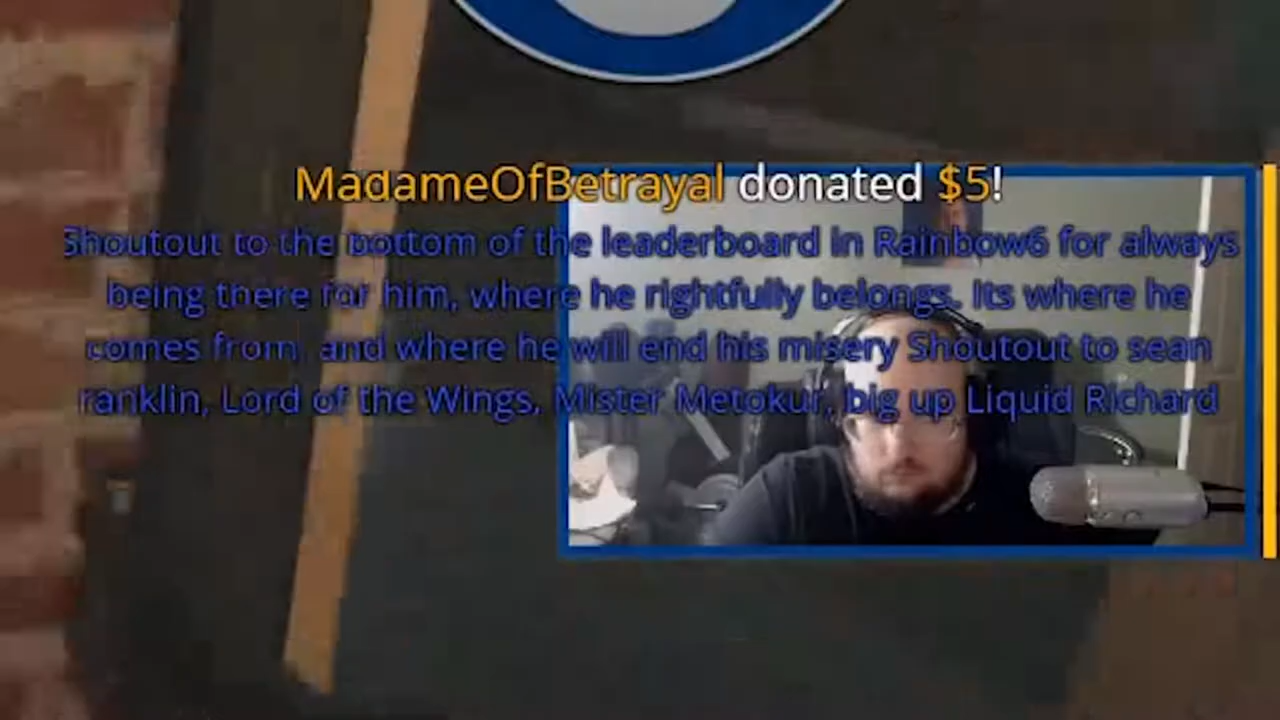 MadameOfBetrayal donated $5!
Shoutout to the bottom of the leaderboard in Rainbow6 for always
being there for him, where he rightfully belongs. Its where he
comes from, and where he will end his misery Shoutout to sean
ranklin, Lord of the Wings, Mister Metokur, big up Liquid Richard